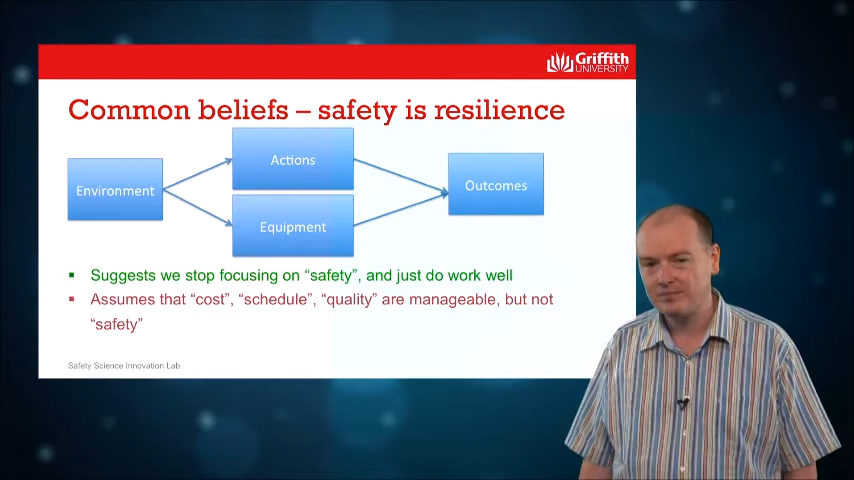 Griffith
UNIVERSITY
Common beliefs – safety is resilience
Actions
Environment
Outcomes
Equipment
▪ Suggests we stop focusing on “safety”, and just do work well
▪ Assumes that “cost”, “schedule”, “quality” are manageable, but not
“safety”
Safety Science Innovation Lab